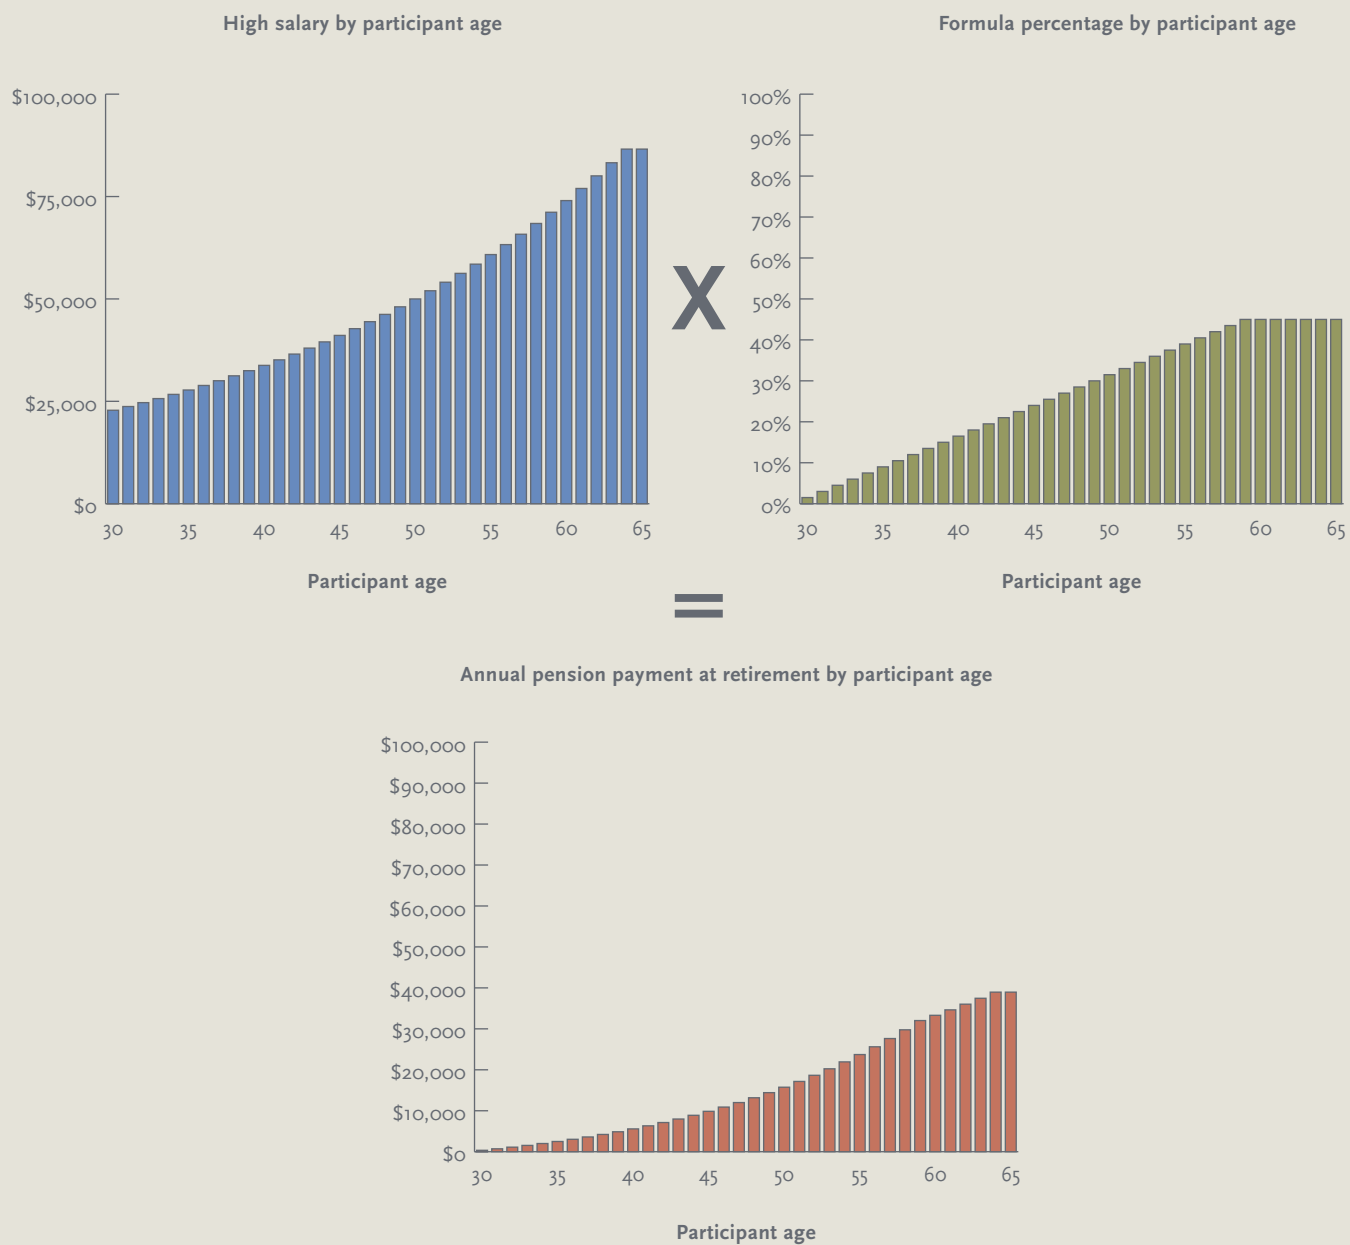 High salary by participant age
Formula percentage by participant age
$100,000
$75,000
$50,000
$25,000
$0
30 35 40 45 50 55 60 65
Participant age
X
100%
90%
80%
70%
60%
50%
40%
30%
20%
10%
0%
30 35 40 45 50 55 60 65
Participant age
=
Annual pension payment at retirement by participant age
$100,000
$90,000
$80,000
$70,000
$60,000
$50,000
$40,000
$30,000
$20,000
$10,000
$0
30 35 40 45 50 55 60 65
Participant age